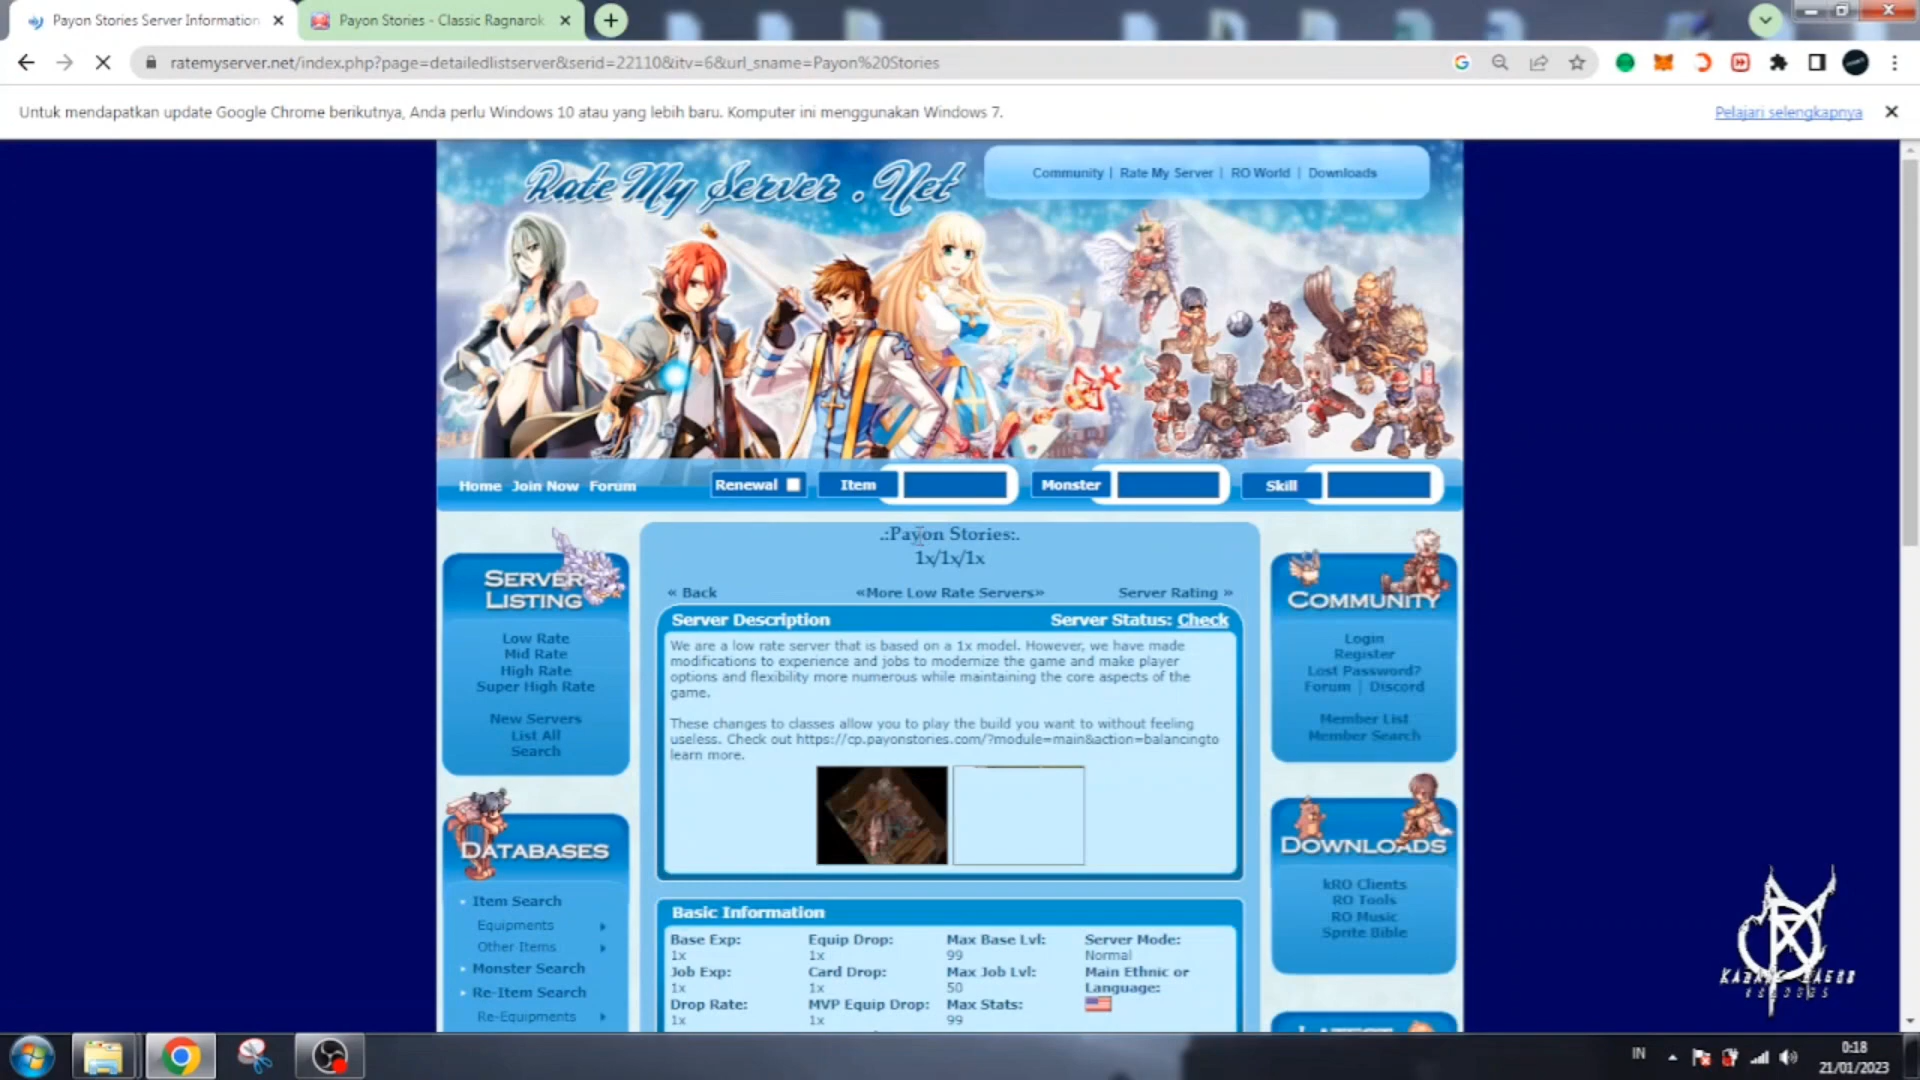 Payon Stories Server Information
Payon Stories - Classic Ragnarok
ratemyserver.net/index.php?page=detailedlistserver&serid=22110&itv=6&url_sname=Payon%20Stories
Untuk mendapatkan update Google Chrome berikutnya, Anda perlu Windows 10 atau yang lebih baru. Komputer ini menggunakan Windows 7.
Pelajari selengkapnya
Rate My Server . Net
Community | Rate My Server | RO World | Downloads
Home Join Now Forum
Renewal Item Monster Skill
.:Payon Stories:.
1x/1x/1x
« Back «More Low Rate Servers» Server Rating »
SERVER LISTING
Low Rate
Mid Rate
High Rate
Super High Rate
New Servers
List All
Search
DATABASES
Item Search
Equipments
Other Items
Monster Search
Re-Item Search
Re-Equipments
Server Description Server Status: Check
We are a low rate server that is based on a 1x model. However, we have made
modifications to experience and jobs to modernize the game and make player
options and flexibility more numerous while maintaining the core aspects of the
game.
These changes to classes allow you to play the build you want to without feeling
useless. Check out https://cp.payonstories.com/?module=main&action=balancingto
learn more.
Basic Information
Base Exp: Equip Drop: Max Base Lvl: Server Mode:
1x 1x 99 Normal
Job Exp: Card Drop: Max Job Lvl: Main Ethnic or
1x 1x 50 Language:
Drop Rate: MVP Equip Drop: Max Stats:
1x 1x 99
COMMUNITY
Login
Register
Lost Password?
Forum | Discord
Member List
Member Search
DOWNLOADS
kRO Clients
RO Tools
RO Music
Sprite Bible
IN
0:18
21/01/2023